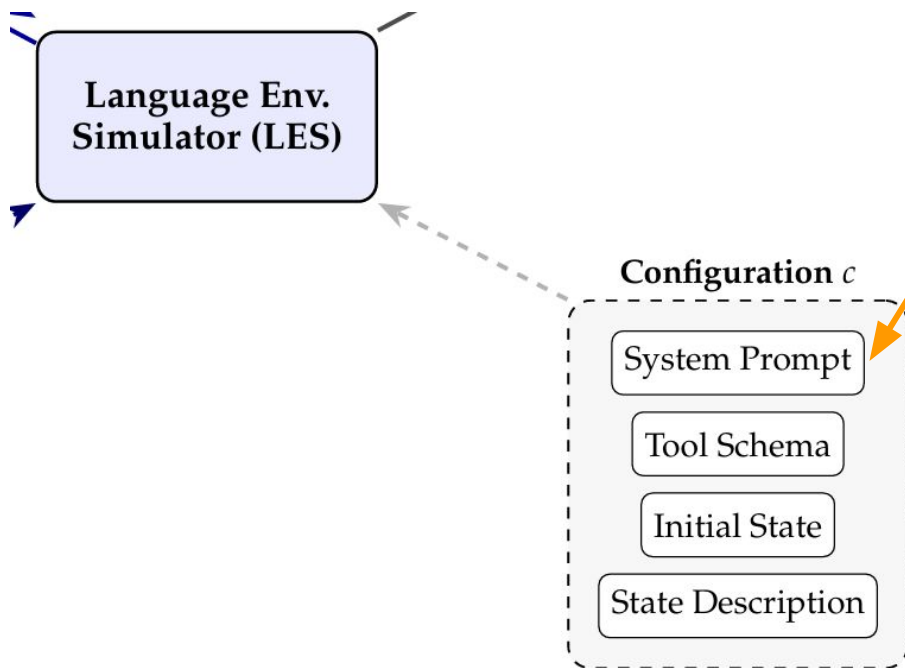 Language Env.
Simulator (LES)
Configuration c
System Prompt
Tool Schema
Initial State
State Description